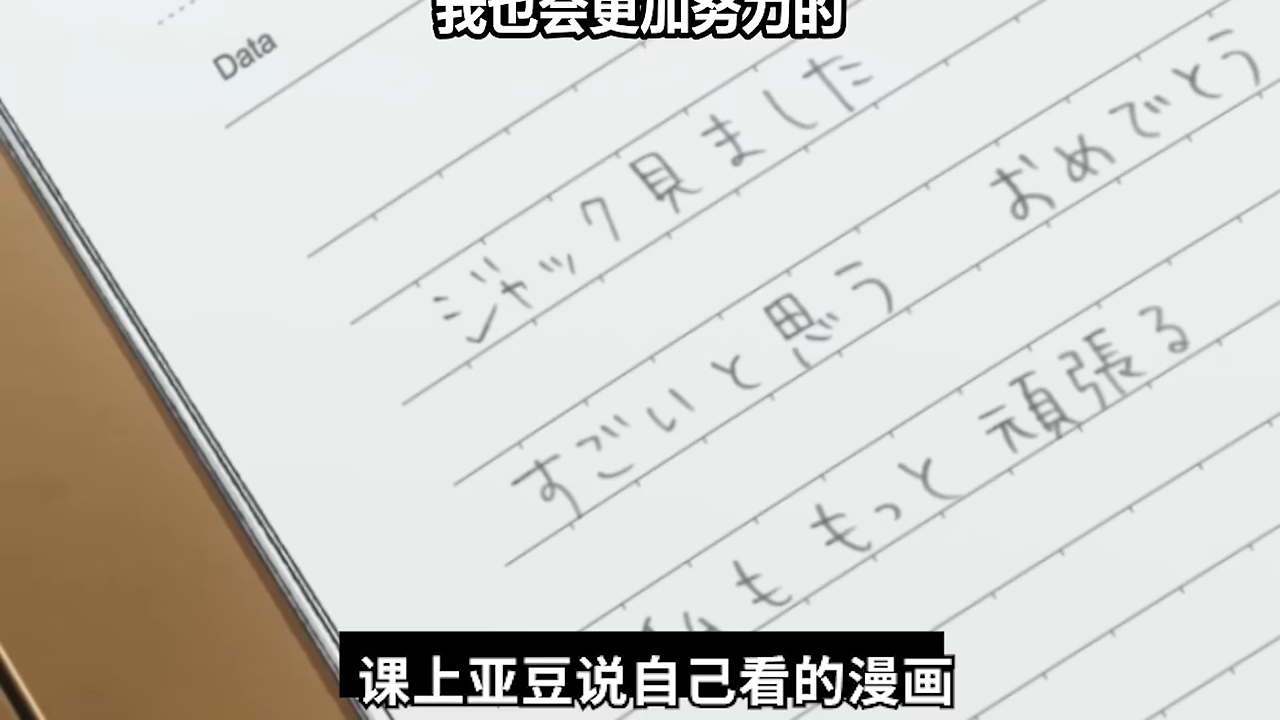 我也会更加努力的
Data
ジャック見ました
おめでとう
すごいと思う
私も もっと 頑張る
课上亚豆说自己看的漫画